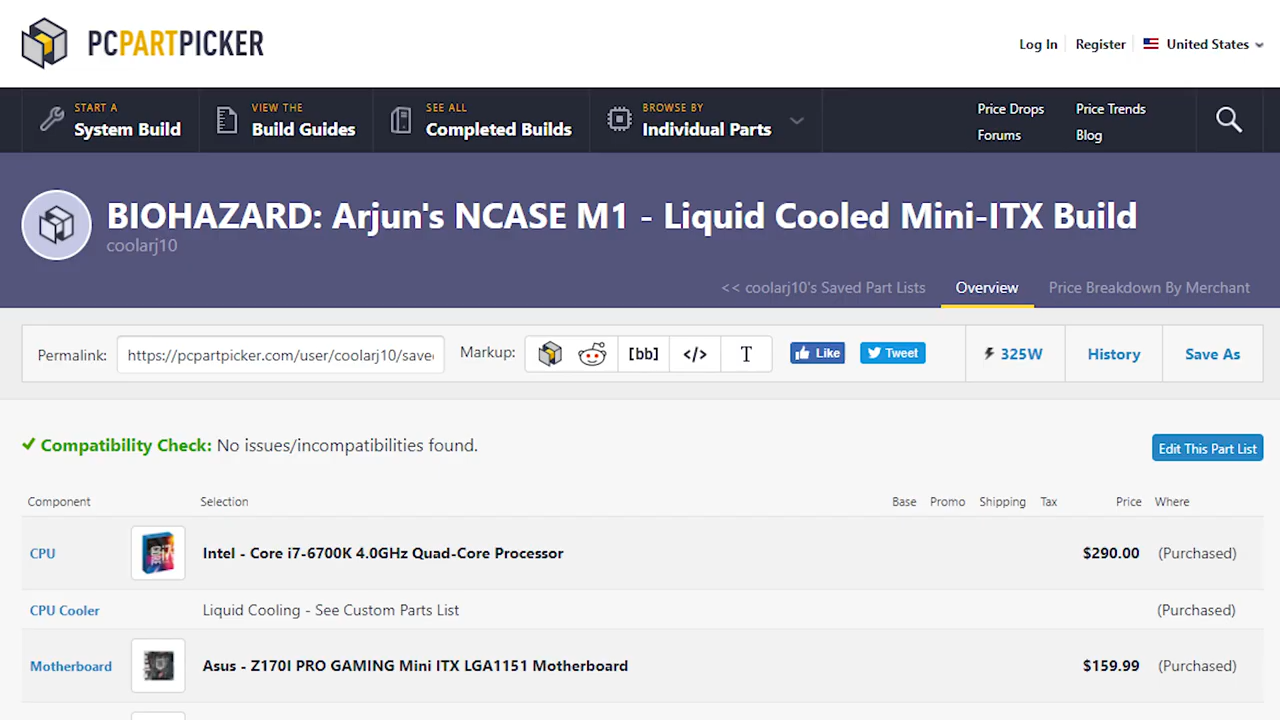 PCPARTPICKER
Log In
Register
United States
START A
System Build
VIEW THE
Build Guides
SEE ALL
Completed Builds
BROWSE BY
Individual Parts
Price Drops
Price Trends
Forums
Blog
BIOHAZARD: Arjun's NCASE M1 - Liquid Cooled Mini-ITX Build
coolarj10
<< coolarj10's Saved Part Lists
Overview
Price Breakdown By Merchant
Permalink:
https://pcpartpicker.com/user/coolarj10/save
Markup:
[bb]
</>
T
Like
Tweet
325W
History
Save As
Compatibility Check: No issues/incompatibilities found.
Edit This Part List
Component Selection Base Promo Shipping Tax Price Where
CPU Intel - Core i7-6700K 4.0GHz Quad-Core Processor $290.00 (Purchased)
CPU Cooler Liquid Cooling - See Custom Parts List (Purchased)
Motherboard Asus - Z170I PRO GAMING Mini ITX LGA1151 Motherboard $159.99 (Purchased)